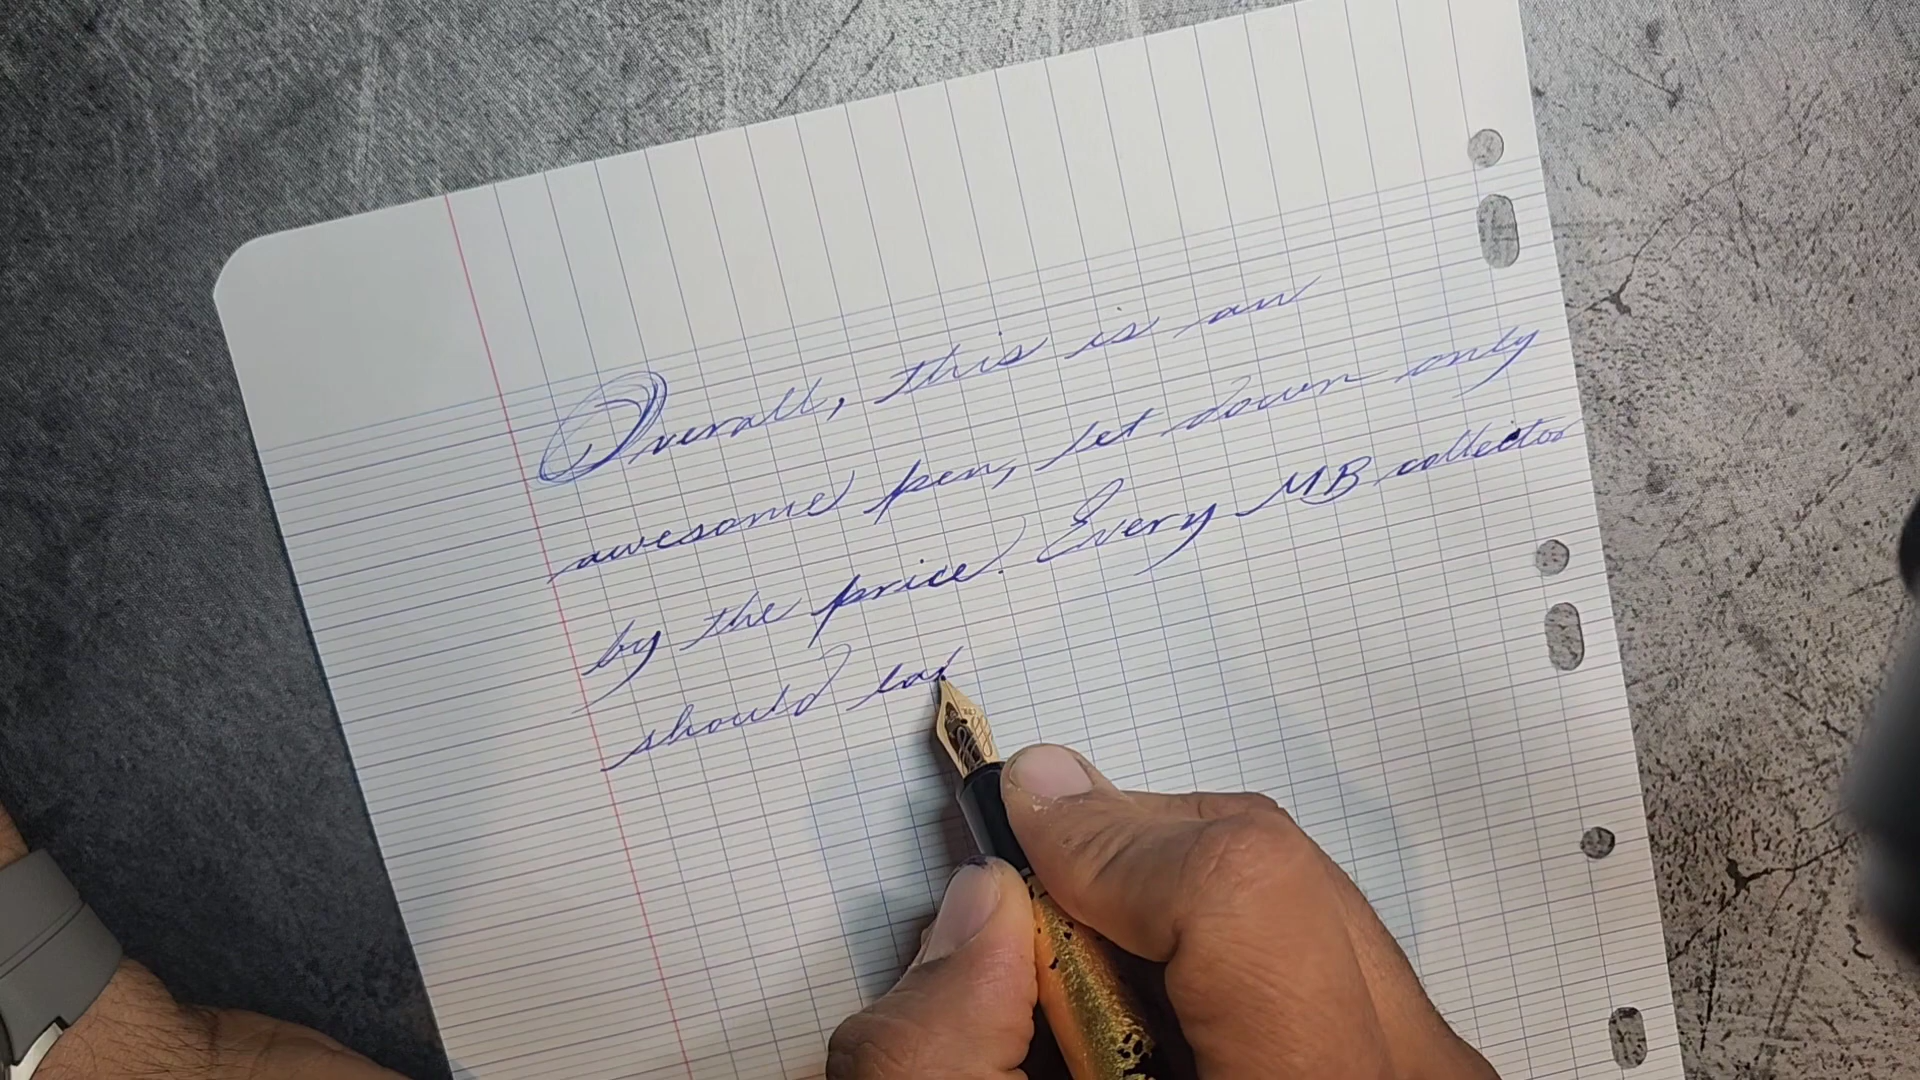 Overall, this is an
awesome pen, let down only
by the price. Every MB collector
should